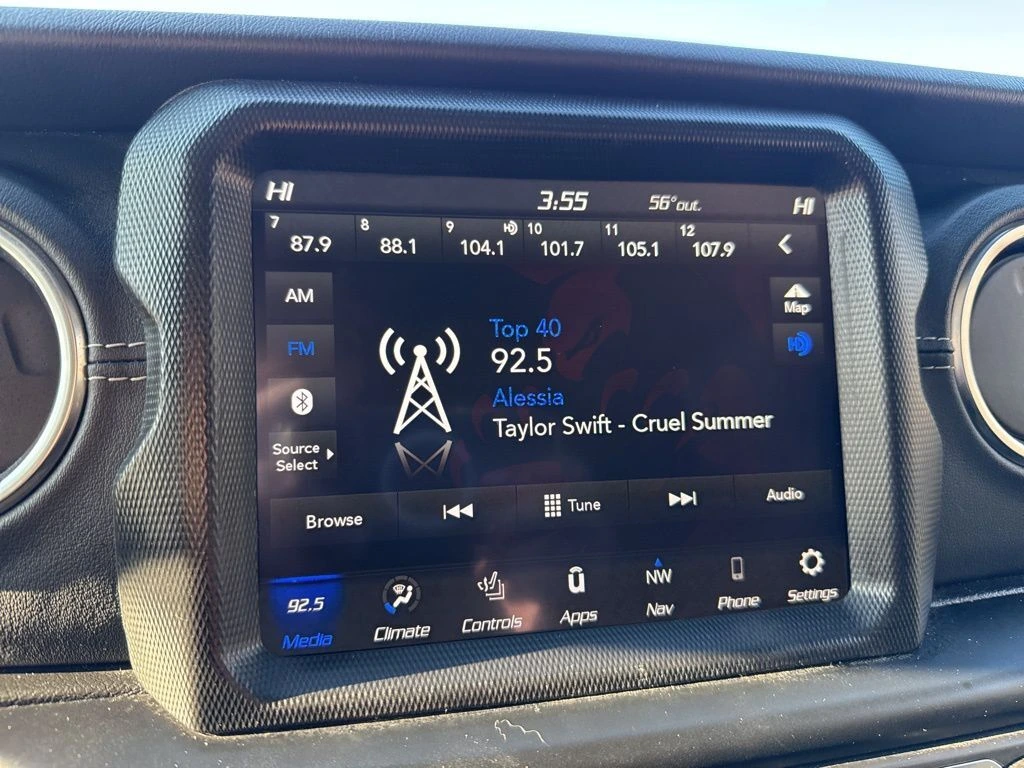 HI 3:55 56°out. HI
7 87.9 8 88.1 9 104.1 HD 10 101.7 11 105.1 12 107.9
AM
Map
FM
HD
Top 40
92.5
Alessia
Taylor Swift - Cruel Summer
Source
Select
Browse Tune Audio
92.5 NW
Media Climate Controls Apps Nav Phone Settings